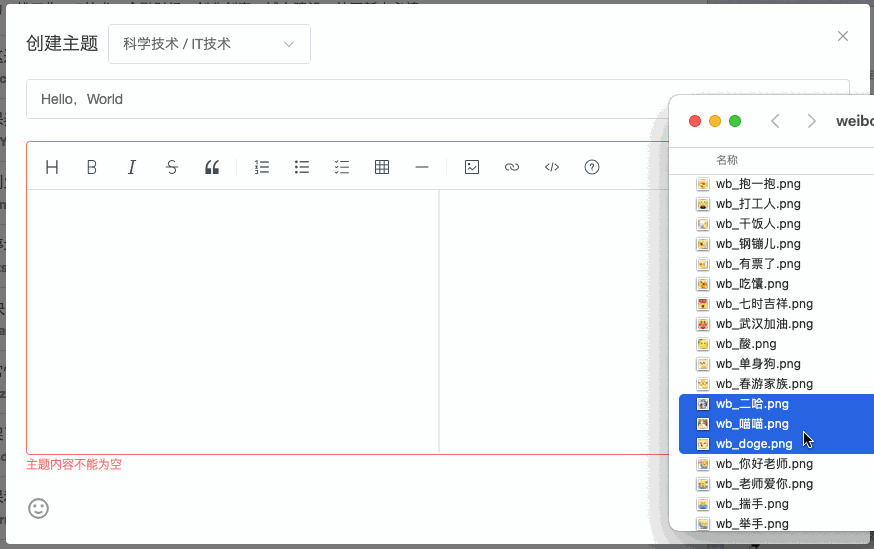 创建主题
科学技术 / IT技术
Hello，World
H B I S
主题内容不能为空
weibo
名称
wb_抱一抱.png
wb_打工人.png
wb_干饭人.png
wb_钢镚儿.png
wb_有票了.png
wb_吃馕.png
wb_七时吉祥.png
wb_武汉加油.png
wb_酸.png
wb_单身狗.png
wb_春游家族.png
wb_二哈.png
wb_喵喵.png
wb_doge.png
wb_你好老师.png
wb_老师爱你.png
wb_揣手.png
wb_举手.png